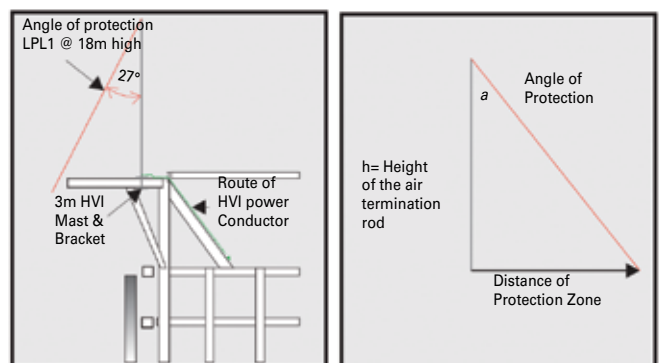 Angle of protection
LPL1 @ 18m high
27°
3m HVI
Mast &
Bracket
Route of
HVI power
Conductor
a
Angle of
Protection
h= Height
of the air
termination
rod
Distance of
Protection Zone